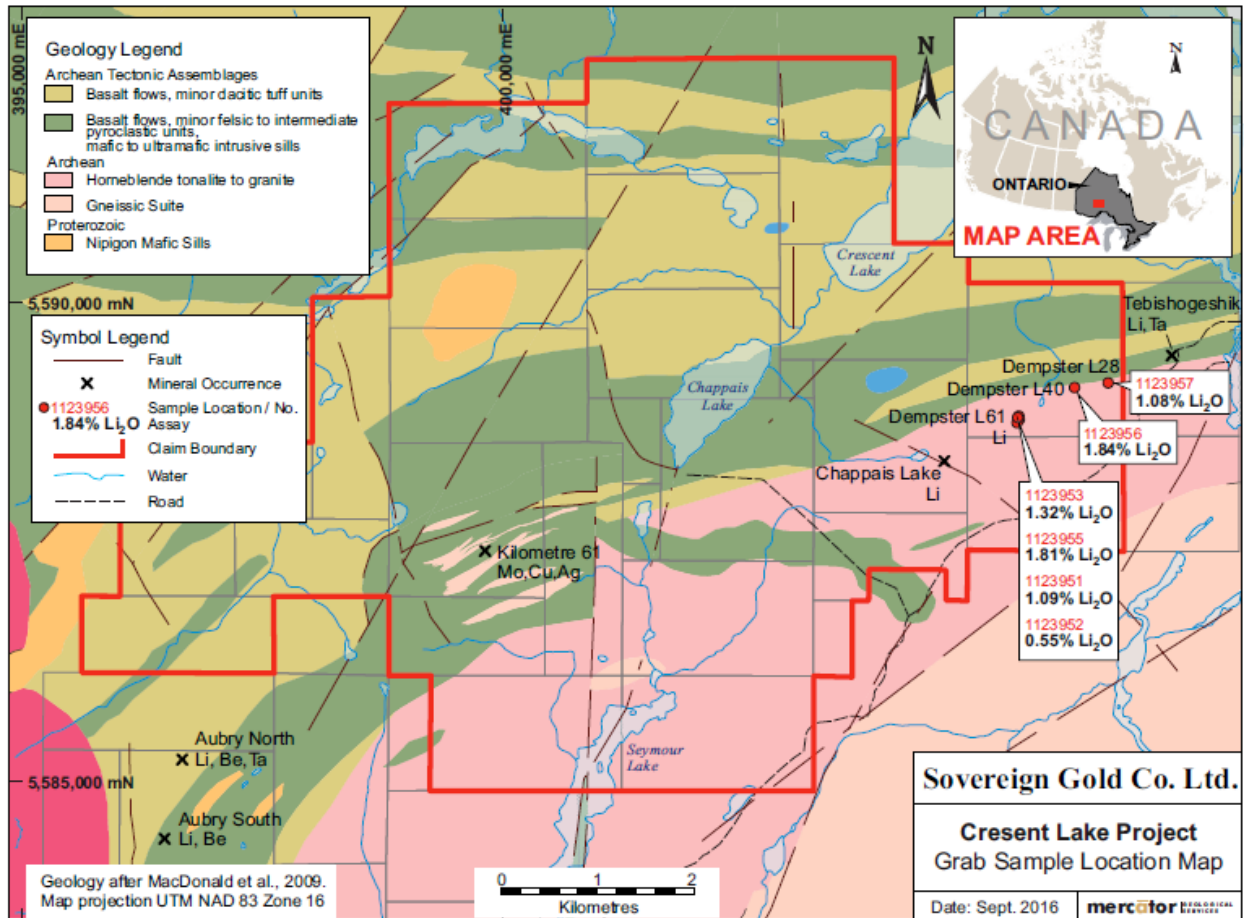 Geology Legend
Archean Tectonic Assemblages
Basalt flows, minor dacitic tuff units
Basalt flows, minor felsic to intermediate
pyroclastic units,
mafic to ultramafic intrusive sills
Archean
Horneblende tonalite to granite
Gneissic Suite
Proterozoic
Nipigon Mafic Sills
395,000 mE
400,000 mE
N
N
CANADA
ONTARIO
MAP AREA
5,590,000 mN
Symbol Legend
Fault
Mineral Occurrence
1123956
Sample Location / No.
1.84% Li₂O
Assay
Claim Boundary
Water
Road
Crescent
Lake
Chappais
Lake
Tebishogeshik
Li,Ta
Dempster L28
Dempster L40
Dempster L61
Li
Chappais Lake
Li
1123957
1.08% Li₂O
1123956
1.84% Li₂O
1123953
1.32% Li₂O
1123955
1.81% Li₂O
1123951
1.09% Li₂O
1123952
0.55% Li₂O
Kilometre 61
Mo,Cu,Ag
Aubry North
Li, Be,Ta
5,585,000 mN
Aubry South
Li, Be
Seymour
Lake
Geology after MacDonald et al., 2009.
Map projection UTM NAD 83 Zone 16
0 1 2
Kilometres
Sovereign Gold Co. Ltd.
Cresent Lake Project
Grab Sample Location Map
Date: Sept. 2016
mercator GEOLOGICAL
SERVICES